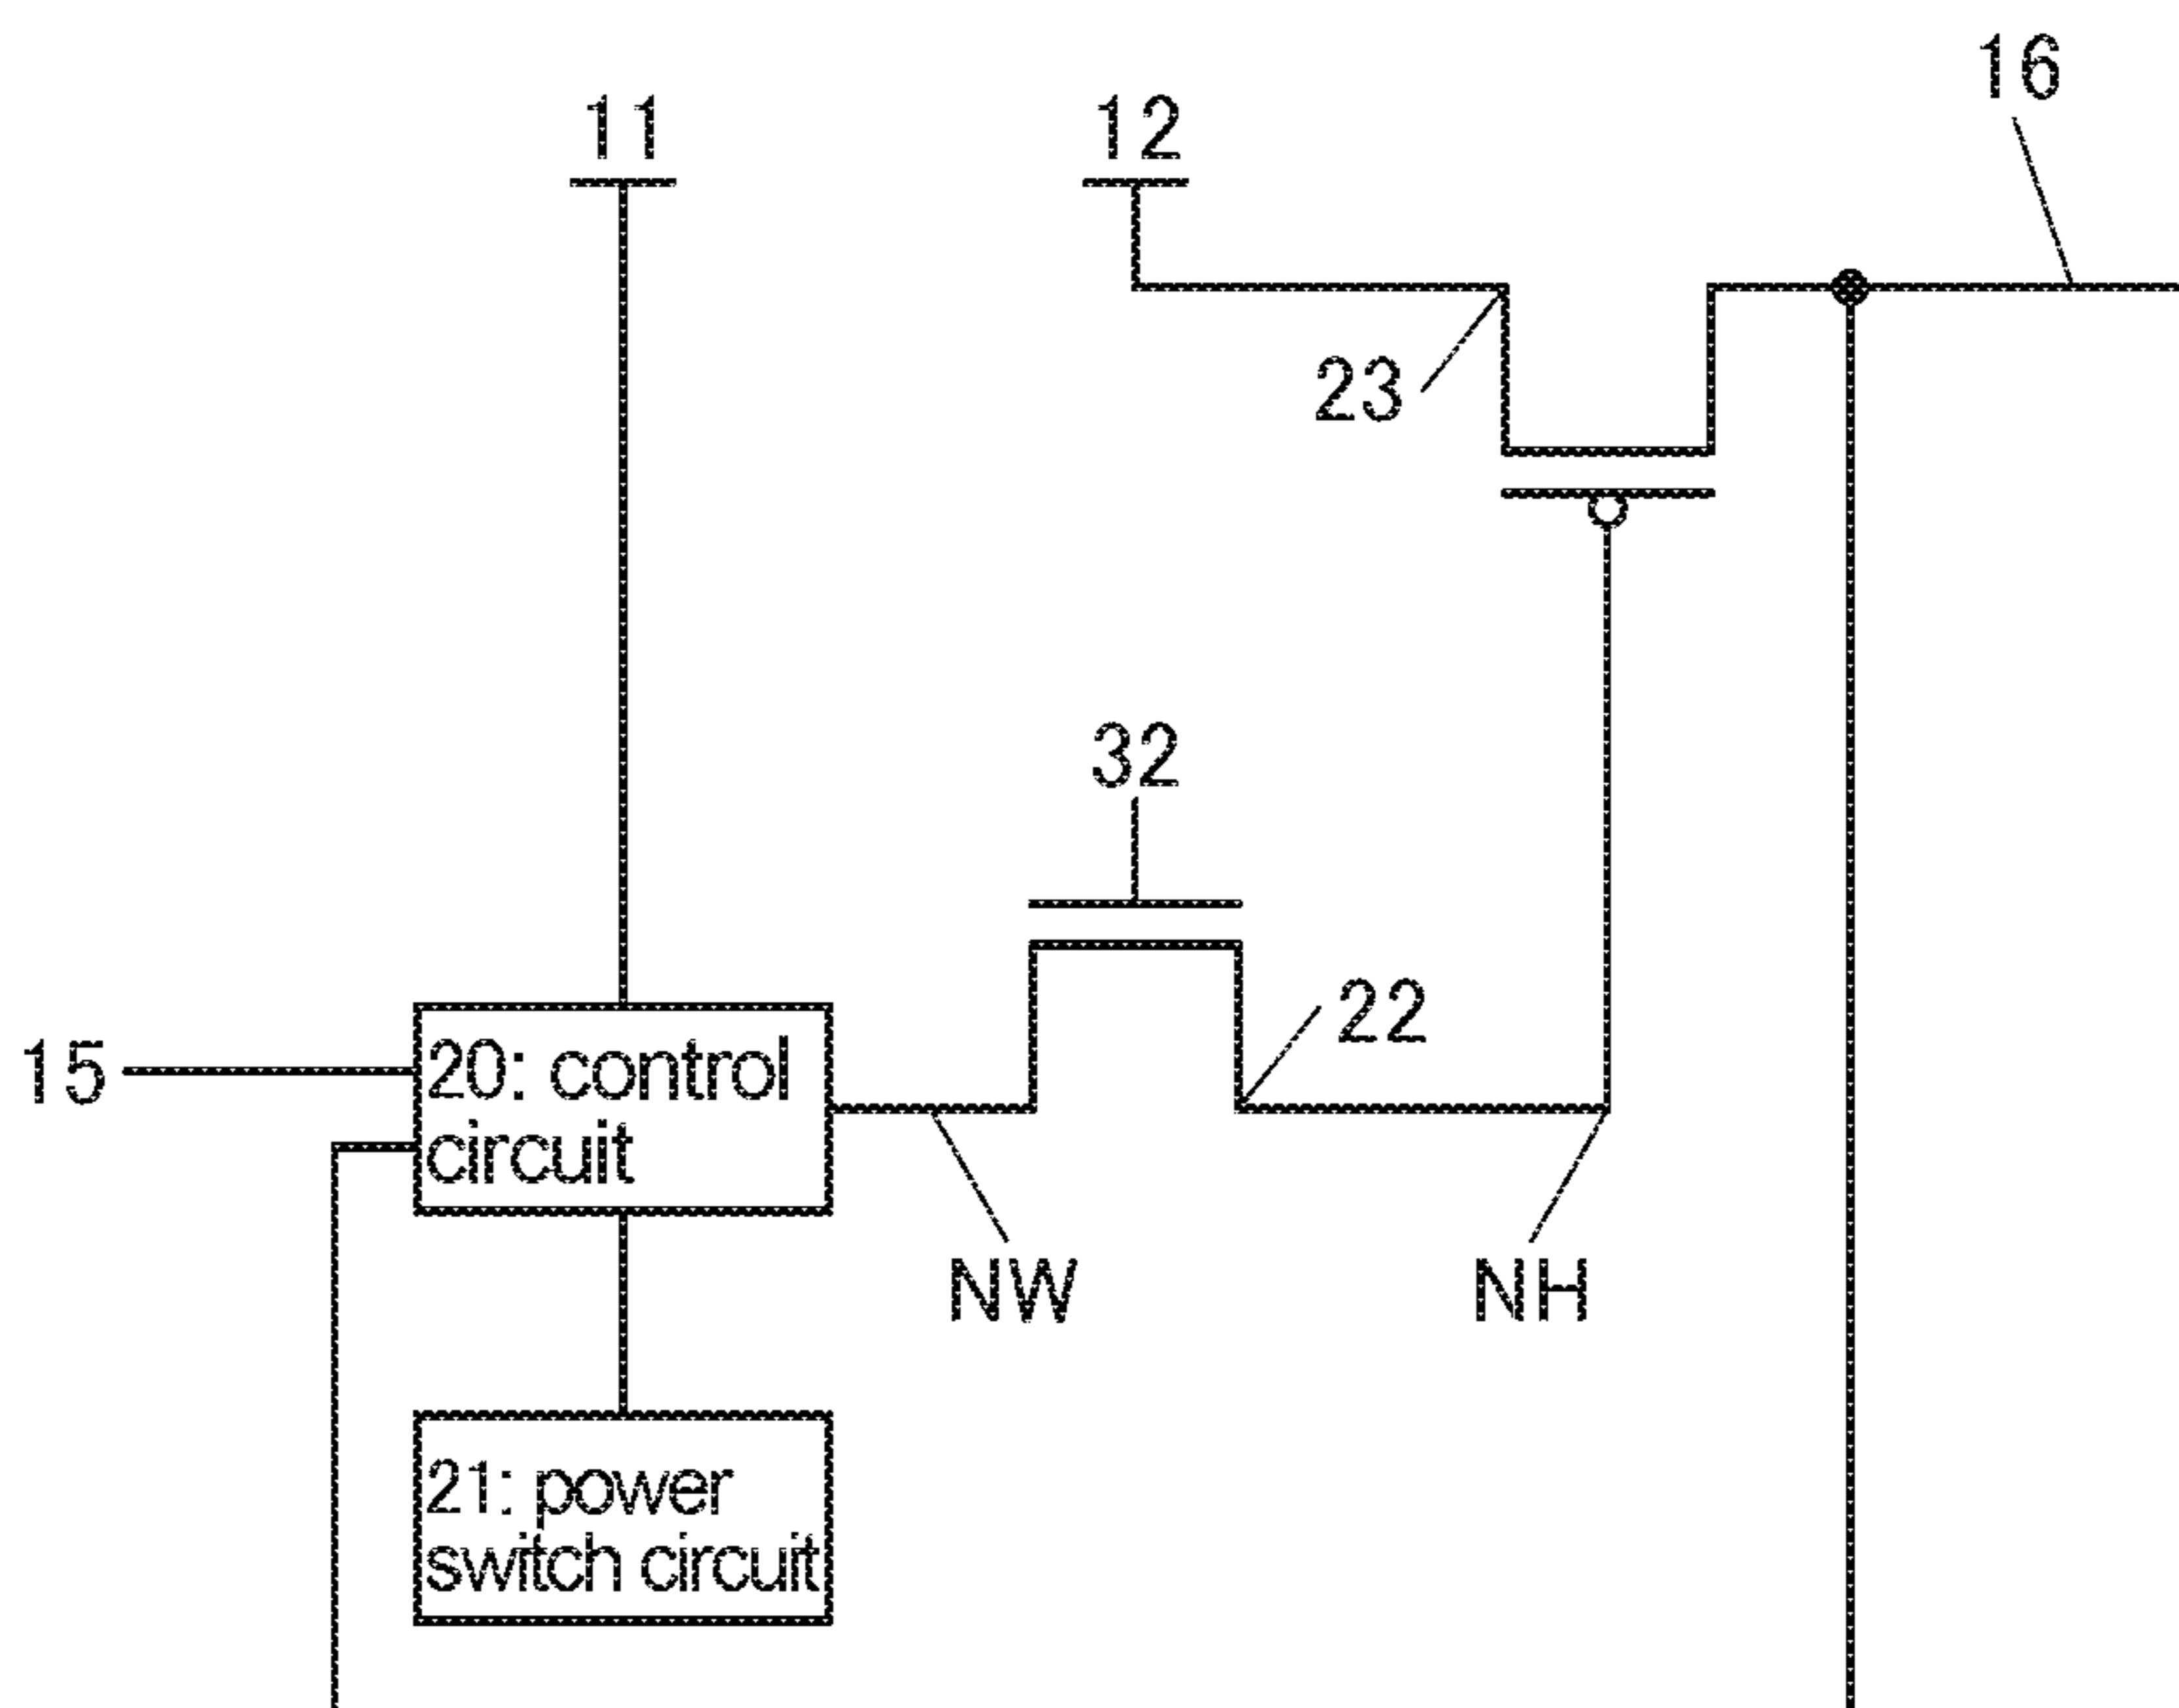 16
11
12
23
32
22
15
20: control
circuit
NW
NH
21: power
switch circuit